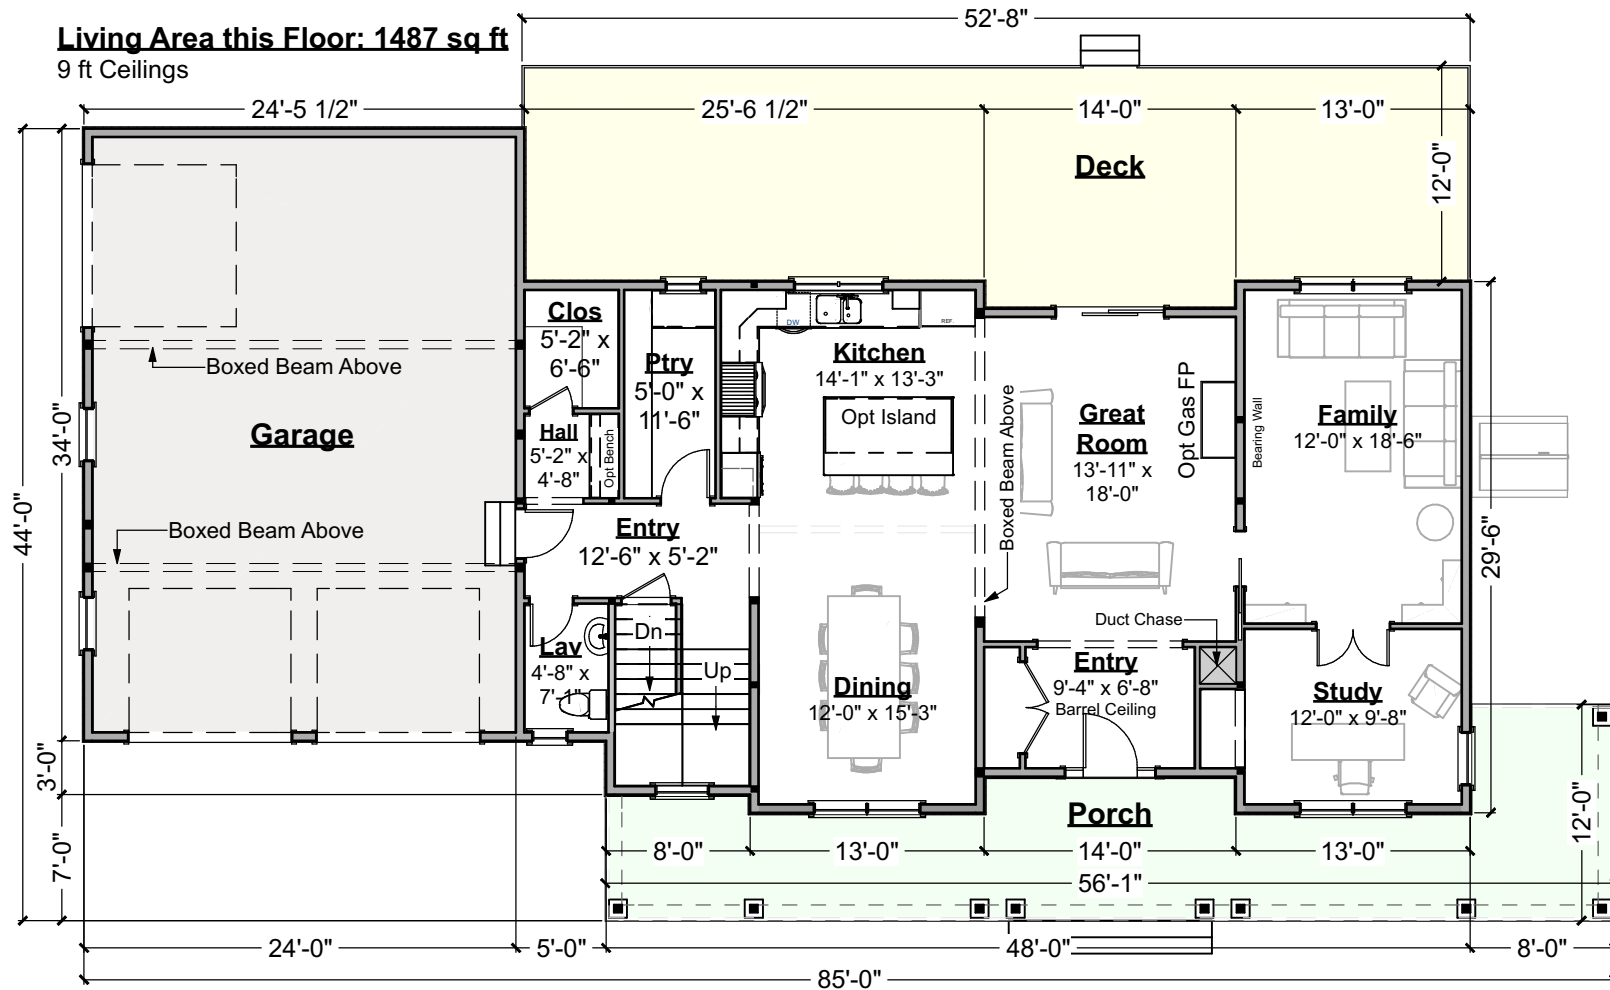 52'-8"
Living Area this Floor: 1487 sq ft
9 ft Ceilings
24'-5 1/2"
25'-6 1/2"
14'-0"
13'-0"
Deck
12'-0"
Clos
5'-2" x
6'-6"
Boxed Beam Above
Ptry
5'-0" x
11'-6"
DW
REF.
Kitchen
14'-1" x 13'-3"
Opt Island
Boxed Beam Above
Great
Room
13'-11" x
18'-0"
Opt Gas FP
Bearing Wall
Family
12'-0" x 18'-6"
34'-0"
Garage
Hall
5'-2" x
4'-8"
Opt Bench
44'-0"
Boxed Beam Above
Entry
12'-6" x 5'-2"
29'-6"
Lav
4'-8" x
7'-1"
Dn
Up
Dining
12'-0" x 15'-3"
Duct Chase
Entry
9'-4" x 6'-8"
Barrel Ceiling
Study
12'-0" x 9'-8"
3'-0"
7'-0"
Porch
12'-0"
8'-0"
13'-0"
14'-0"
13'-0"
56'-1"
24'-0"
5'-0"
48'-0"
8'-0"
85'-0"